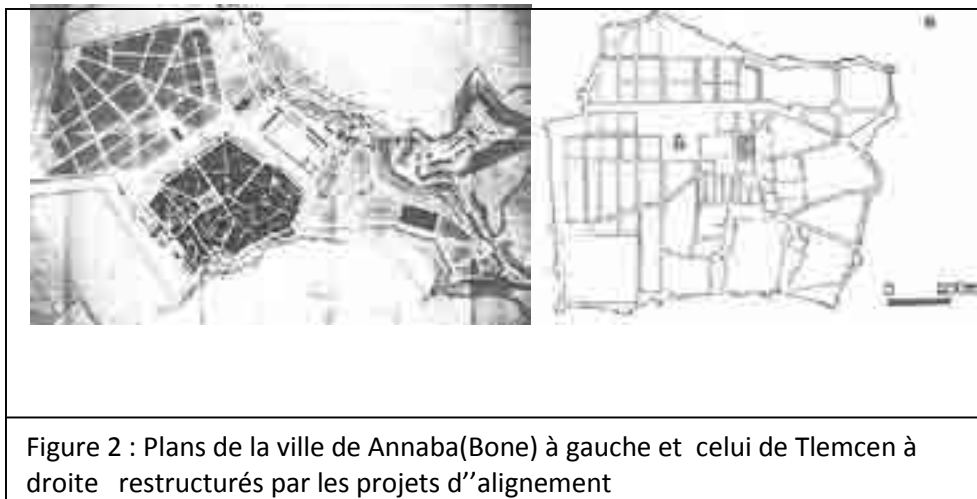 Figure 2 : Plans de la ville de Annaba(Bone) à gauche et celui de Tlemcen à
droite restructurés par les projets d''alignement